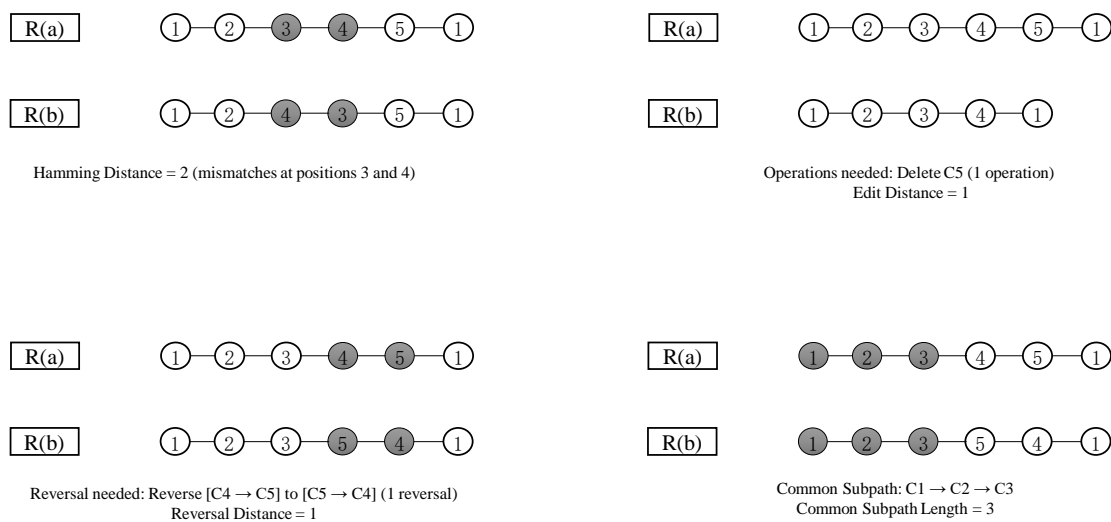 R(a) 1 2 3 4 5 1
R(b) 1 2 4 3 5 1
Hamming Distance = 2 (mismatches at positions 3 and 4)
R(a) 1 2 3 4 5 1
R(b) 1 2 3 4 1
Operations needed: Delete C5 (1 operation)
Edit Distance = 1
R(a) 1 2 3 4 5 1
R(b) 1 2 3 5 4 1
Reversal needed: Reverse [C4 → C5] to [C5 → C4] (1 reversal)
Reversal Distance = 1
R(a) 1 2 3 4 5 1
R(b) 1 2 3 5 4 1
Common Subpath: C1 → C2 → C3
Common Subpath Length = 3